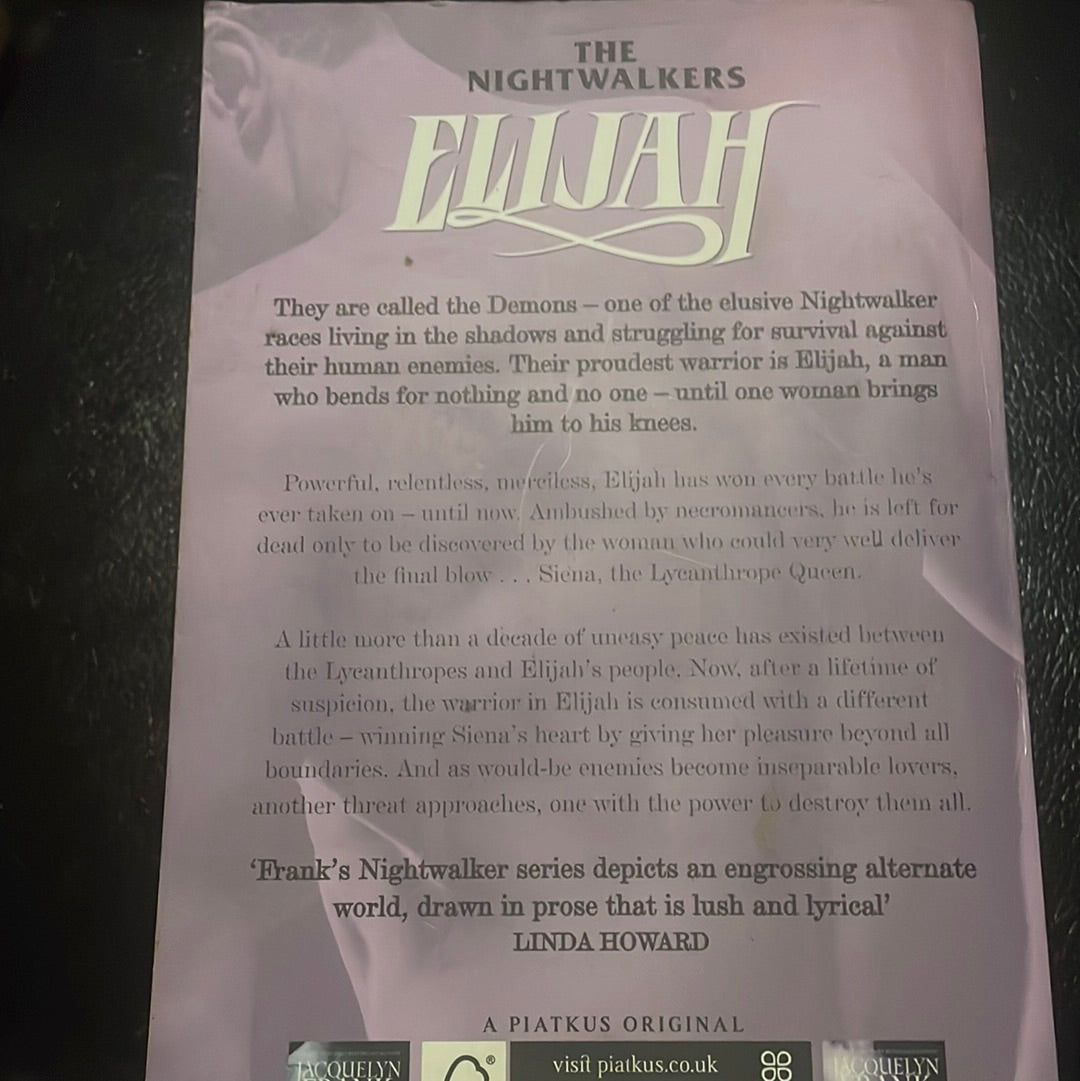 THE
NIGHTWALKERS
ELIJAH
They are called the Demons – one of the elusive Nightwalker
races living in the shadows and struggling for survival against
their human enemies. Their proudest warrior is Elijah, a man
who bends for nothing and no one – until one woman brings
him to his knees.
Powerful, relentless, merciless, Elijah has won every battle he's
ever taken on – until now. Ambushed by necromancers, he is left for
dead only to be discovered by the woman who could very well deliver
the final blow . . . Siena, the Lycanthrope Queen.
A little more than a decade of uneasy peace has existed between
the Lycanthropes and Elijah's people. Now, after a lifetime of
suspicion, the warrior in Elijah is consumed with a different
battle – winning Siena's heart by giving her pleasure beyond all
boundaries. And as would-be enemies become inseparable lovers,
another threat approaches, one with the power to destroy them all.
‘Frank’s Nightwalker series depicts an engrossing alternate
world, drawn in prose that is lush and lyrical’
LINDA HOWARD
A PIATKUS ORIGINAL
JACQUELYN
®
visit piatkus.co.uk
JACQUELYN